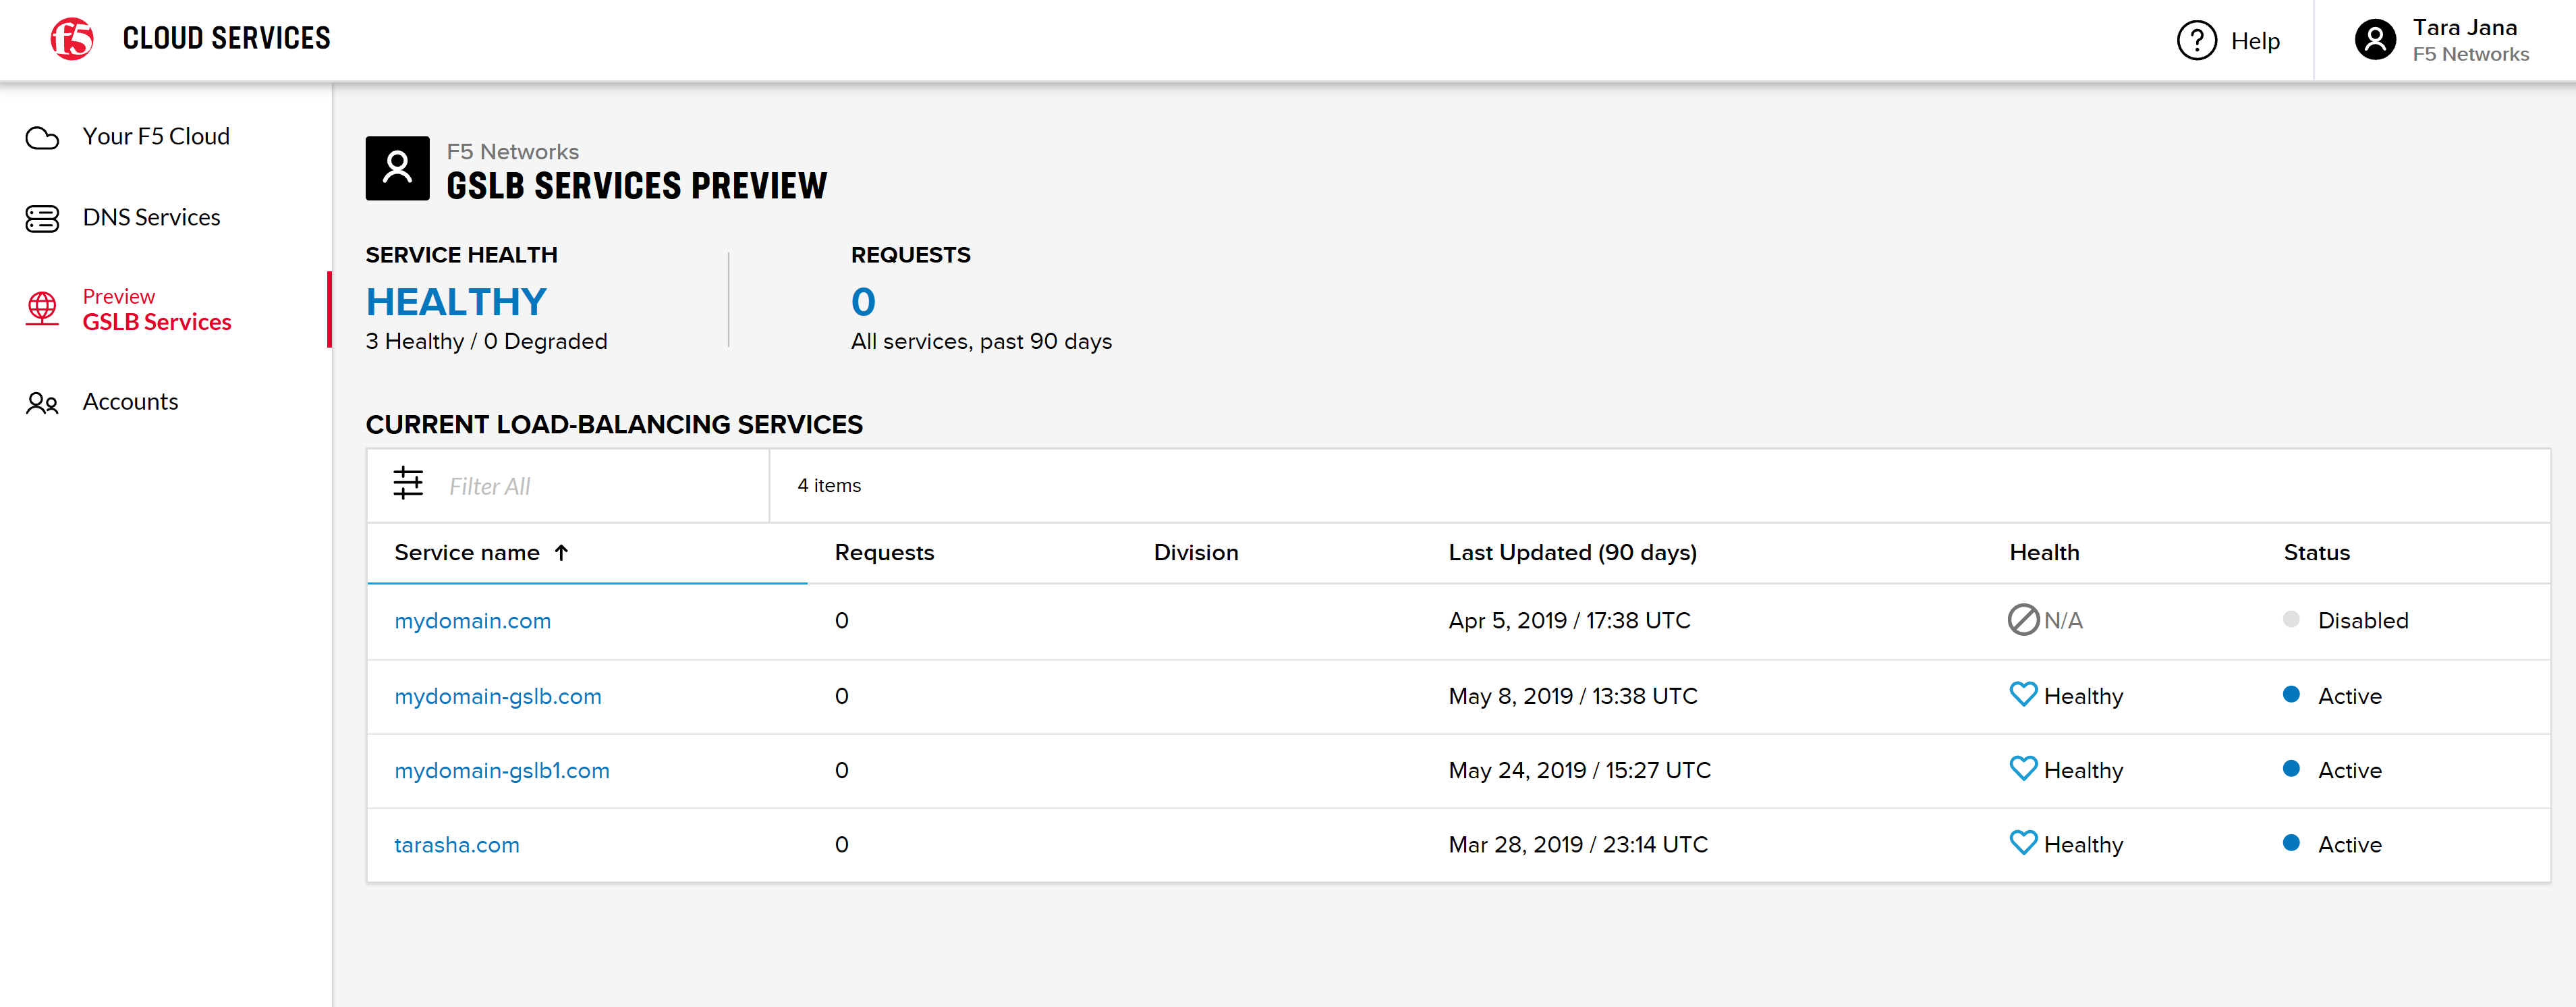 f5 CLOUD SERVICES
? Help
Tara Jana
F5 Networks
Your F5 Cloud
DNS Services
Preview
GSLB Services
Accounts
F5 Networks
GSLB SERVICES PREVIEW
SERVICE HEALTH
HEALTHY
3 Healthy / 0 Degraded
REQUESTS
0
All services, past 90 days
CURRENT LOAD-BALANCING SERVICES
Filter All 4 items
Service name ↑ Requests Division Last Updated (90 days) Health Status
mydomain.com 0 Apr 5, 2019 / 17:38 UTC N/A Disabled
mydomain-gslb.com 0 May 8, 2019 / 13:38 UTC Healthy Active
mydomain-gslb1.com 0 May 24, 2019 / 15:27 UTC Healthy Active
tarasha.com 0 Mar 28, 2019 / 23:14 UTC Healthy Active